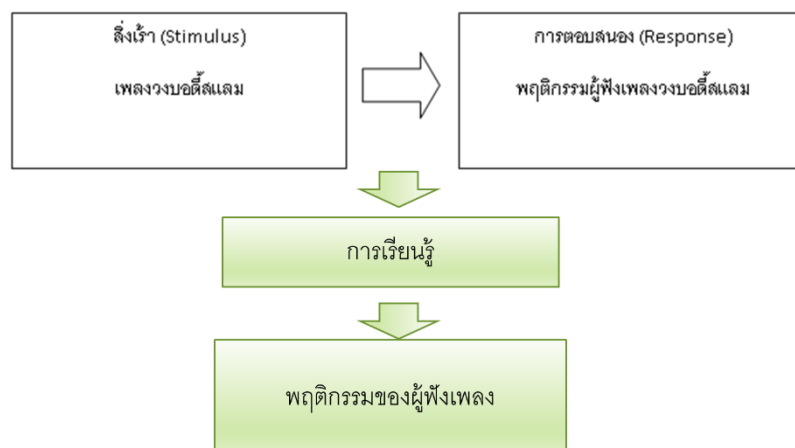 สิ่งเร้า (Stimulus)
เพลงวงบอดี้สแลม
การตอบสนอง (Response)
พฤติกรรมผู้ฟังเพลงวงบอดี้สแลม
การเรียนรู้
พฤติกรรมของผู้ฟังเพลง